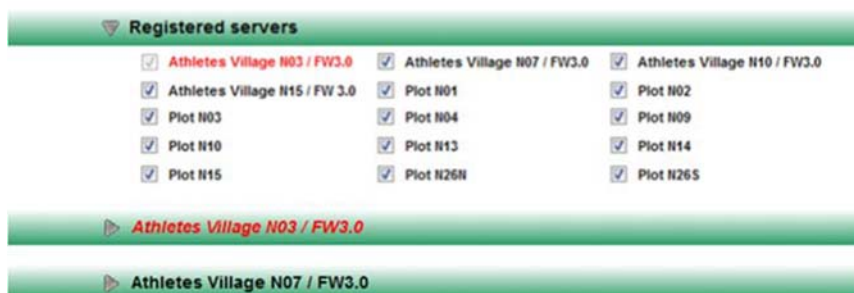 Registered servers
Athletes Village N03 / FW3.0 Athletes Village N07 / FW3.0 Athletes Village N10 / FW3.0
Athletes Village N15 / FW 3.0 Plot N01 Plot N02
Plot N03 Plot N04 Plot N09
Plot N10 Plot N13 Plot N14
Plot N15 Plot N26N Plot N26S
Athletes Village N03 / FW3.0
Athletes Village N07 / FW3.0